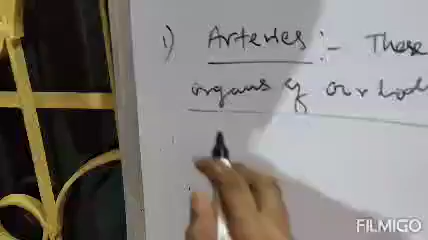 1) Arteries :- These
organs of our bod
FILMIGO